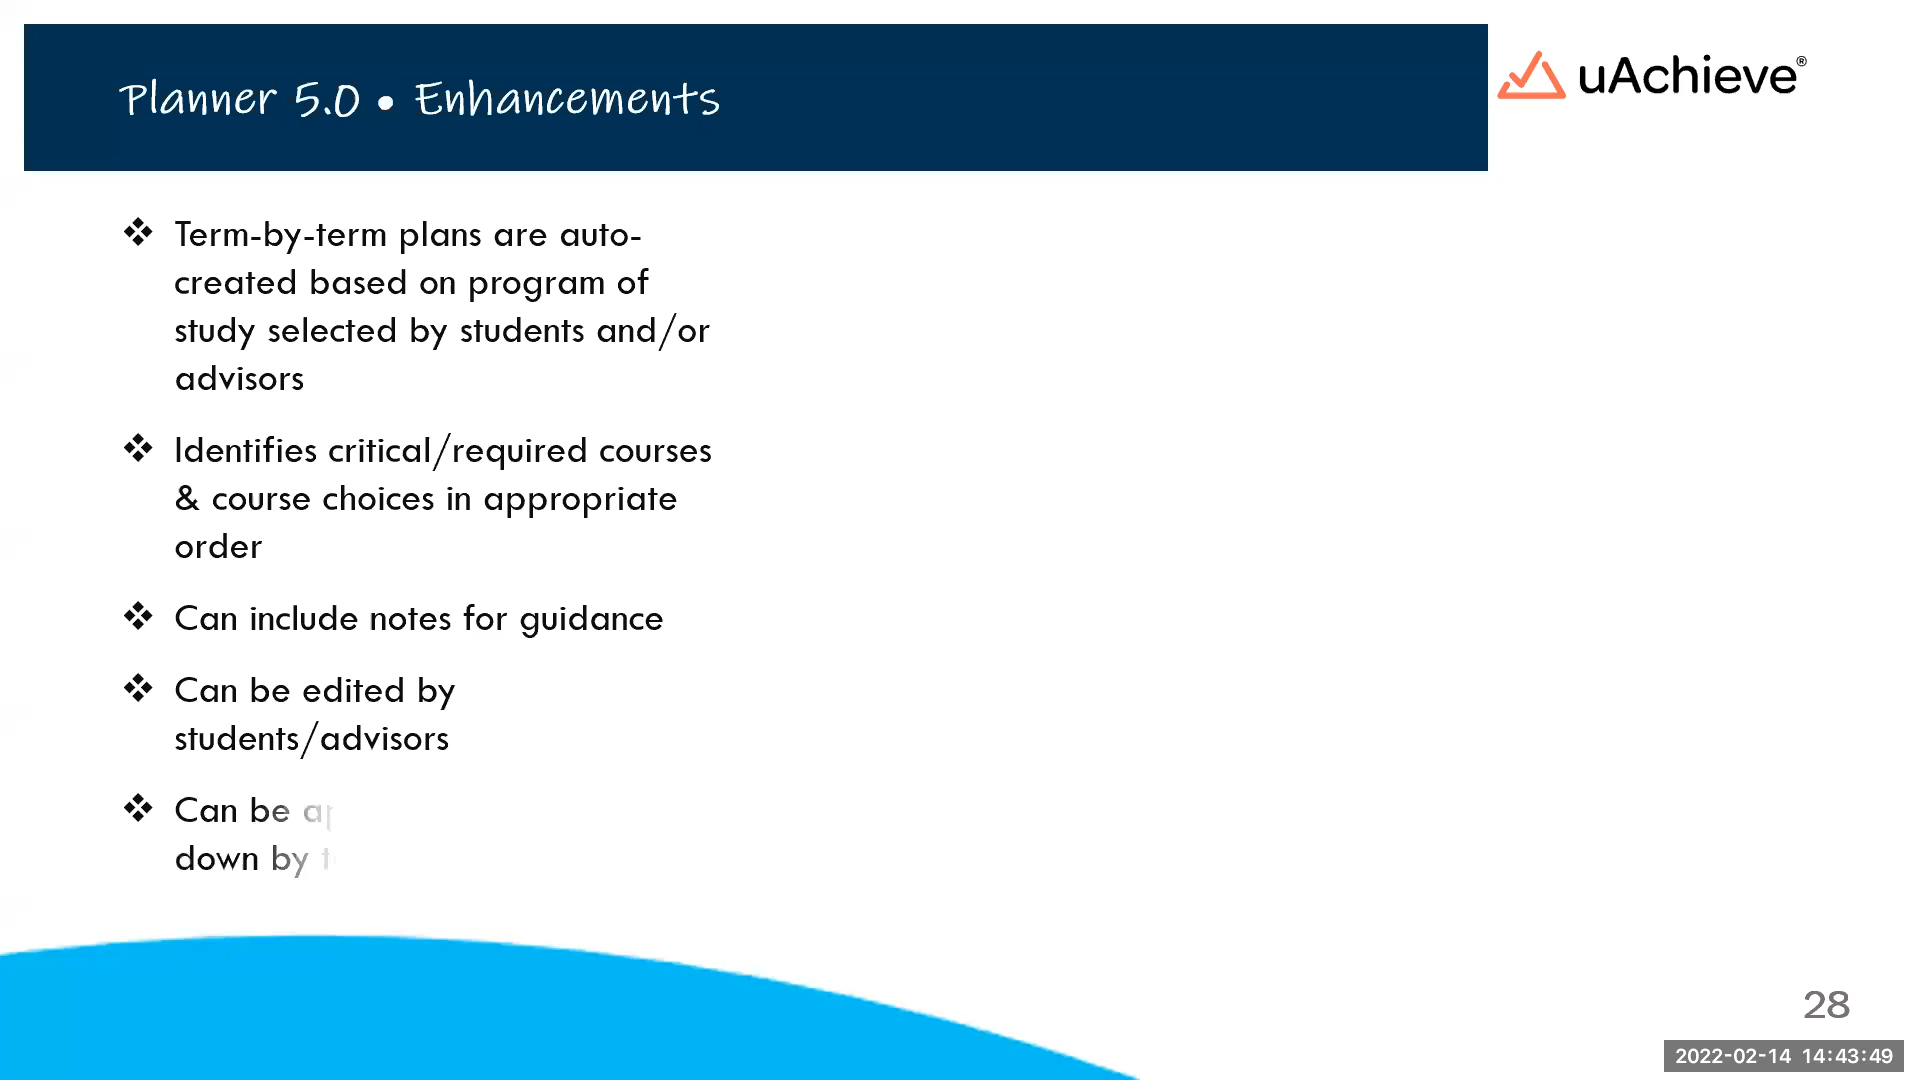 Planner 5.0 • Enhancements
uAchieve®
❖ Term-by-term plans are auto-
created based on program of
study selected by students and/or
advisors
❖ Identifies critical/required courses
& course choices in appropriate
order
❖ Can include notes for guidance
❖ Can be edited by
students/advisors
❖ Can be
down by
28
2022-02-14 14:43:49